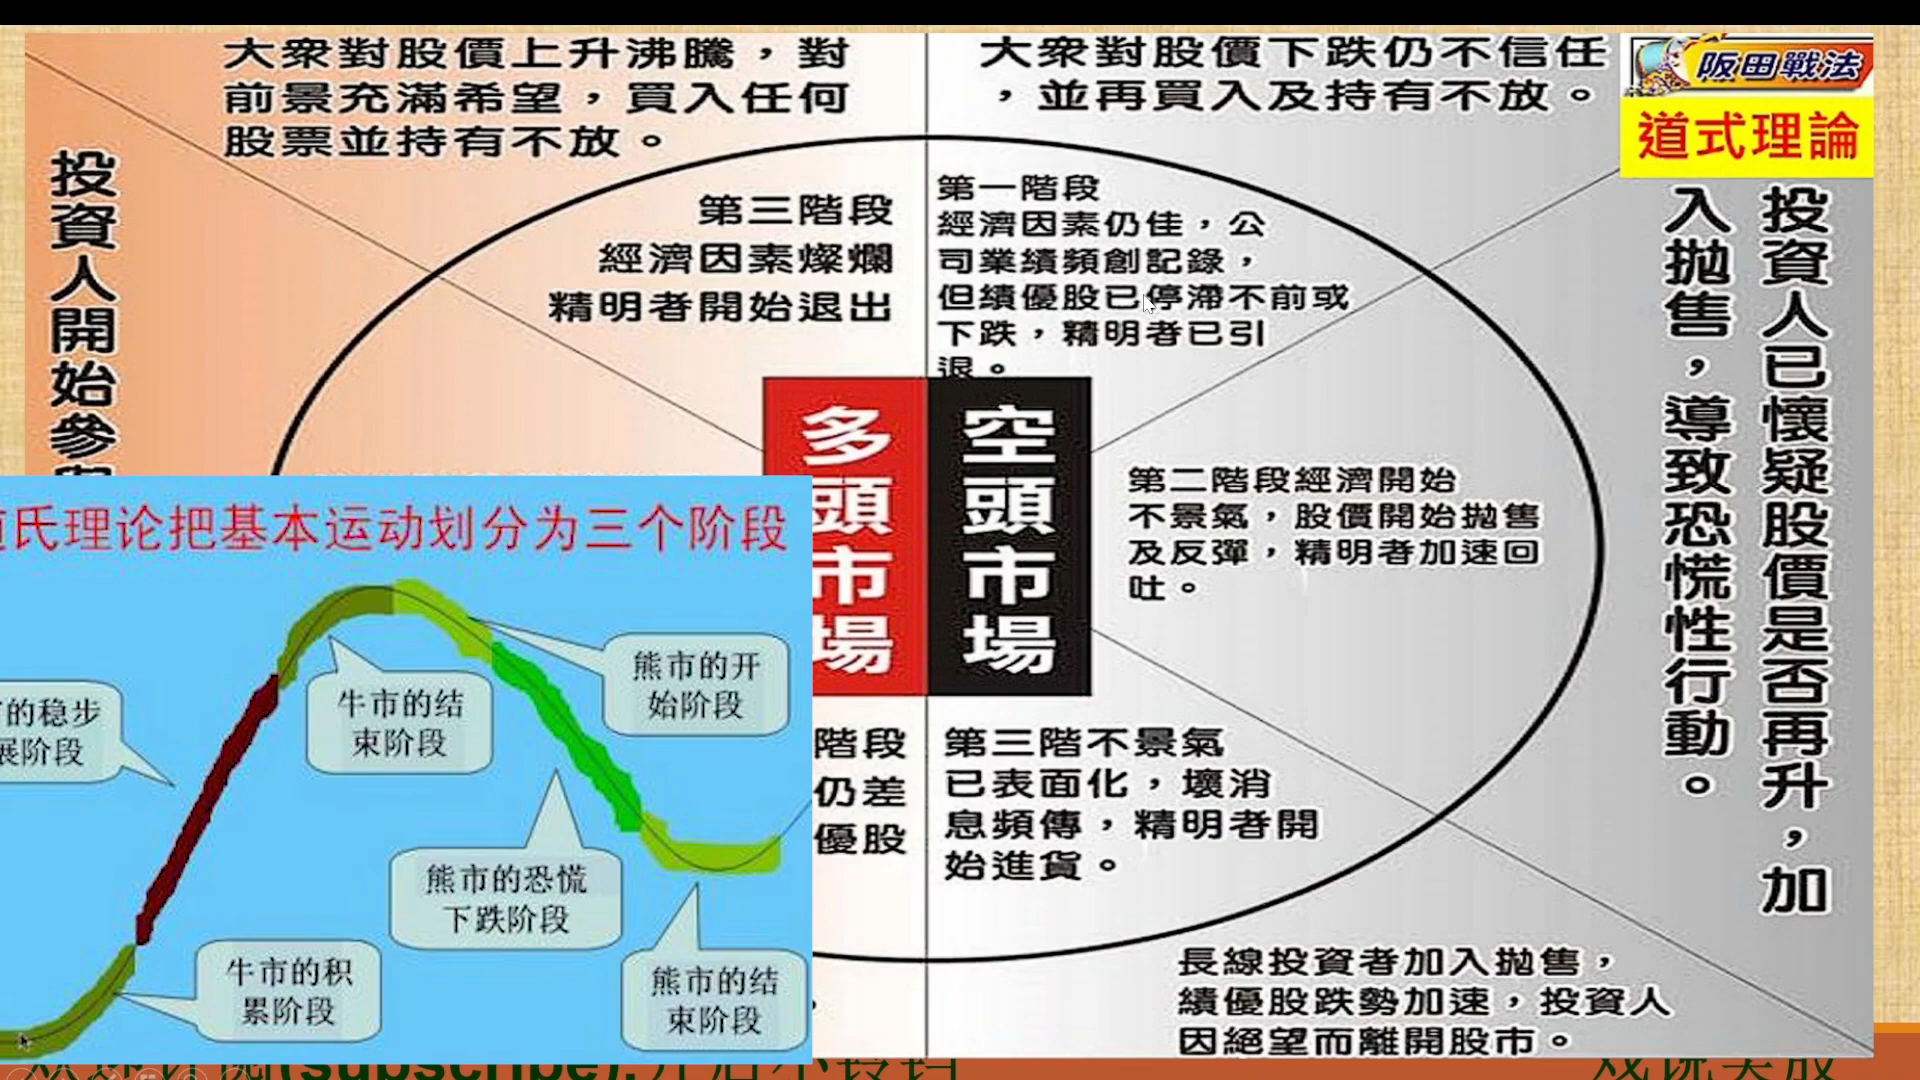 大衆對股價上升沸騰，對
前景充滿希望，買入任何
股票並持有不放。
大衆對股價下跌仍不信任
，並再買入及持有不放。
阪田戰法
道式理論
投資人開始參與
第三階段
經濟因素燦爛
精明者開始退出
第一階段
經濟因素仍佳，公
司業績頻創記錄，
但績優股已停滯不前或
下跌，精明者已引
退。
投資人已懷疑股價是否再升，加
入拋售，導致恐慌性行動。
多頭市場
空頭市場
第二階段經濟開始
不景氣，股價開始拋售
及反彈，精明者加速回
吐。
氏理论把基本运动划分为三个阶段
的稳步
展阶段
牛市的结
束阶段
熊市的开
始阶段
熊市的恐慌
下跌阶段
牛市的积
累阶段
熊市的结
束阶段
階段
仍差
優股
第三階不景氣
已表面化，壞消
息頻傳，精明者開
始進貨。
長線投資者加入拋售，
績優股跌勢加速，投資人
因絕望而離開股市。
(subscribe),开启小铃铛